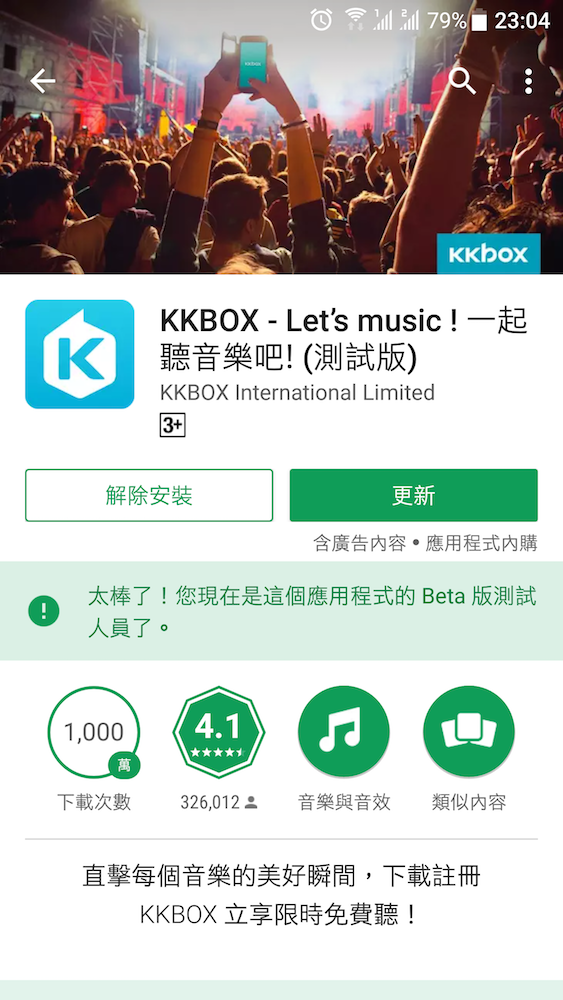 79% 23:04
KKBOX
KKBOX
KKBOX - Let’s music ! 一起
聽音樂吧! (測試版)
KKBOX International Limited
3+
解除安裝
更新
含廣告內容 • 應用程式內購
太棒了！您現在是這個應用程式的 Beta 版測試
人員了。
1,000
萬
4.1
下載次數
326,012
音樂與音效
類似內容
直擊每個音樂的美好瞬間，下載註冊
KKBOX 立享限時免費聽！